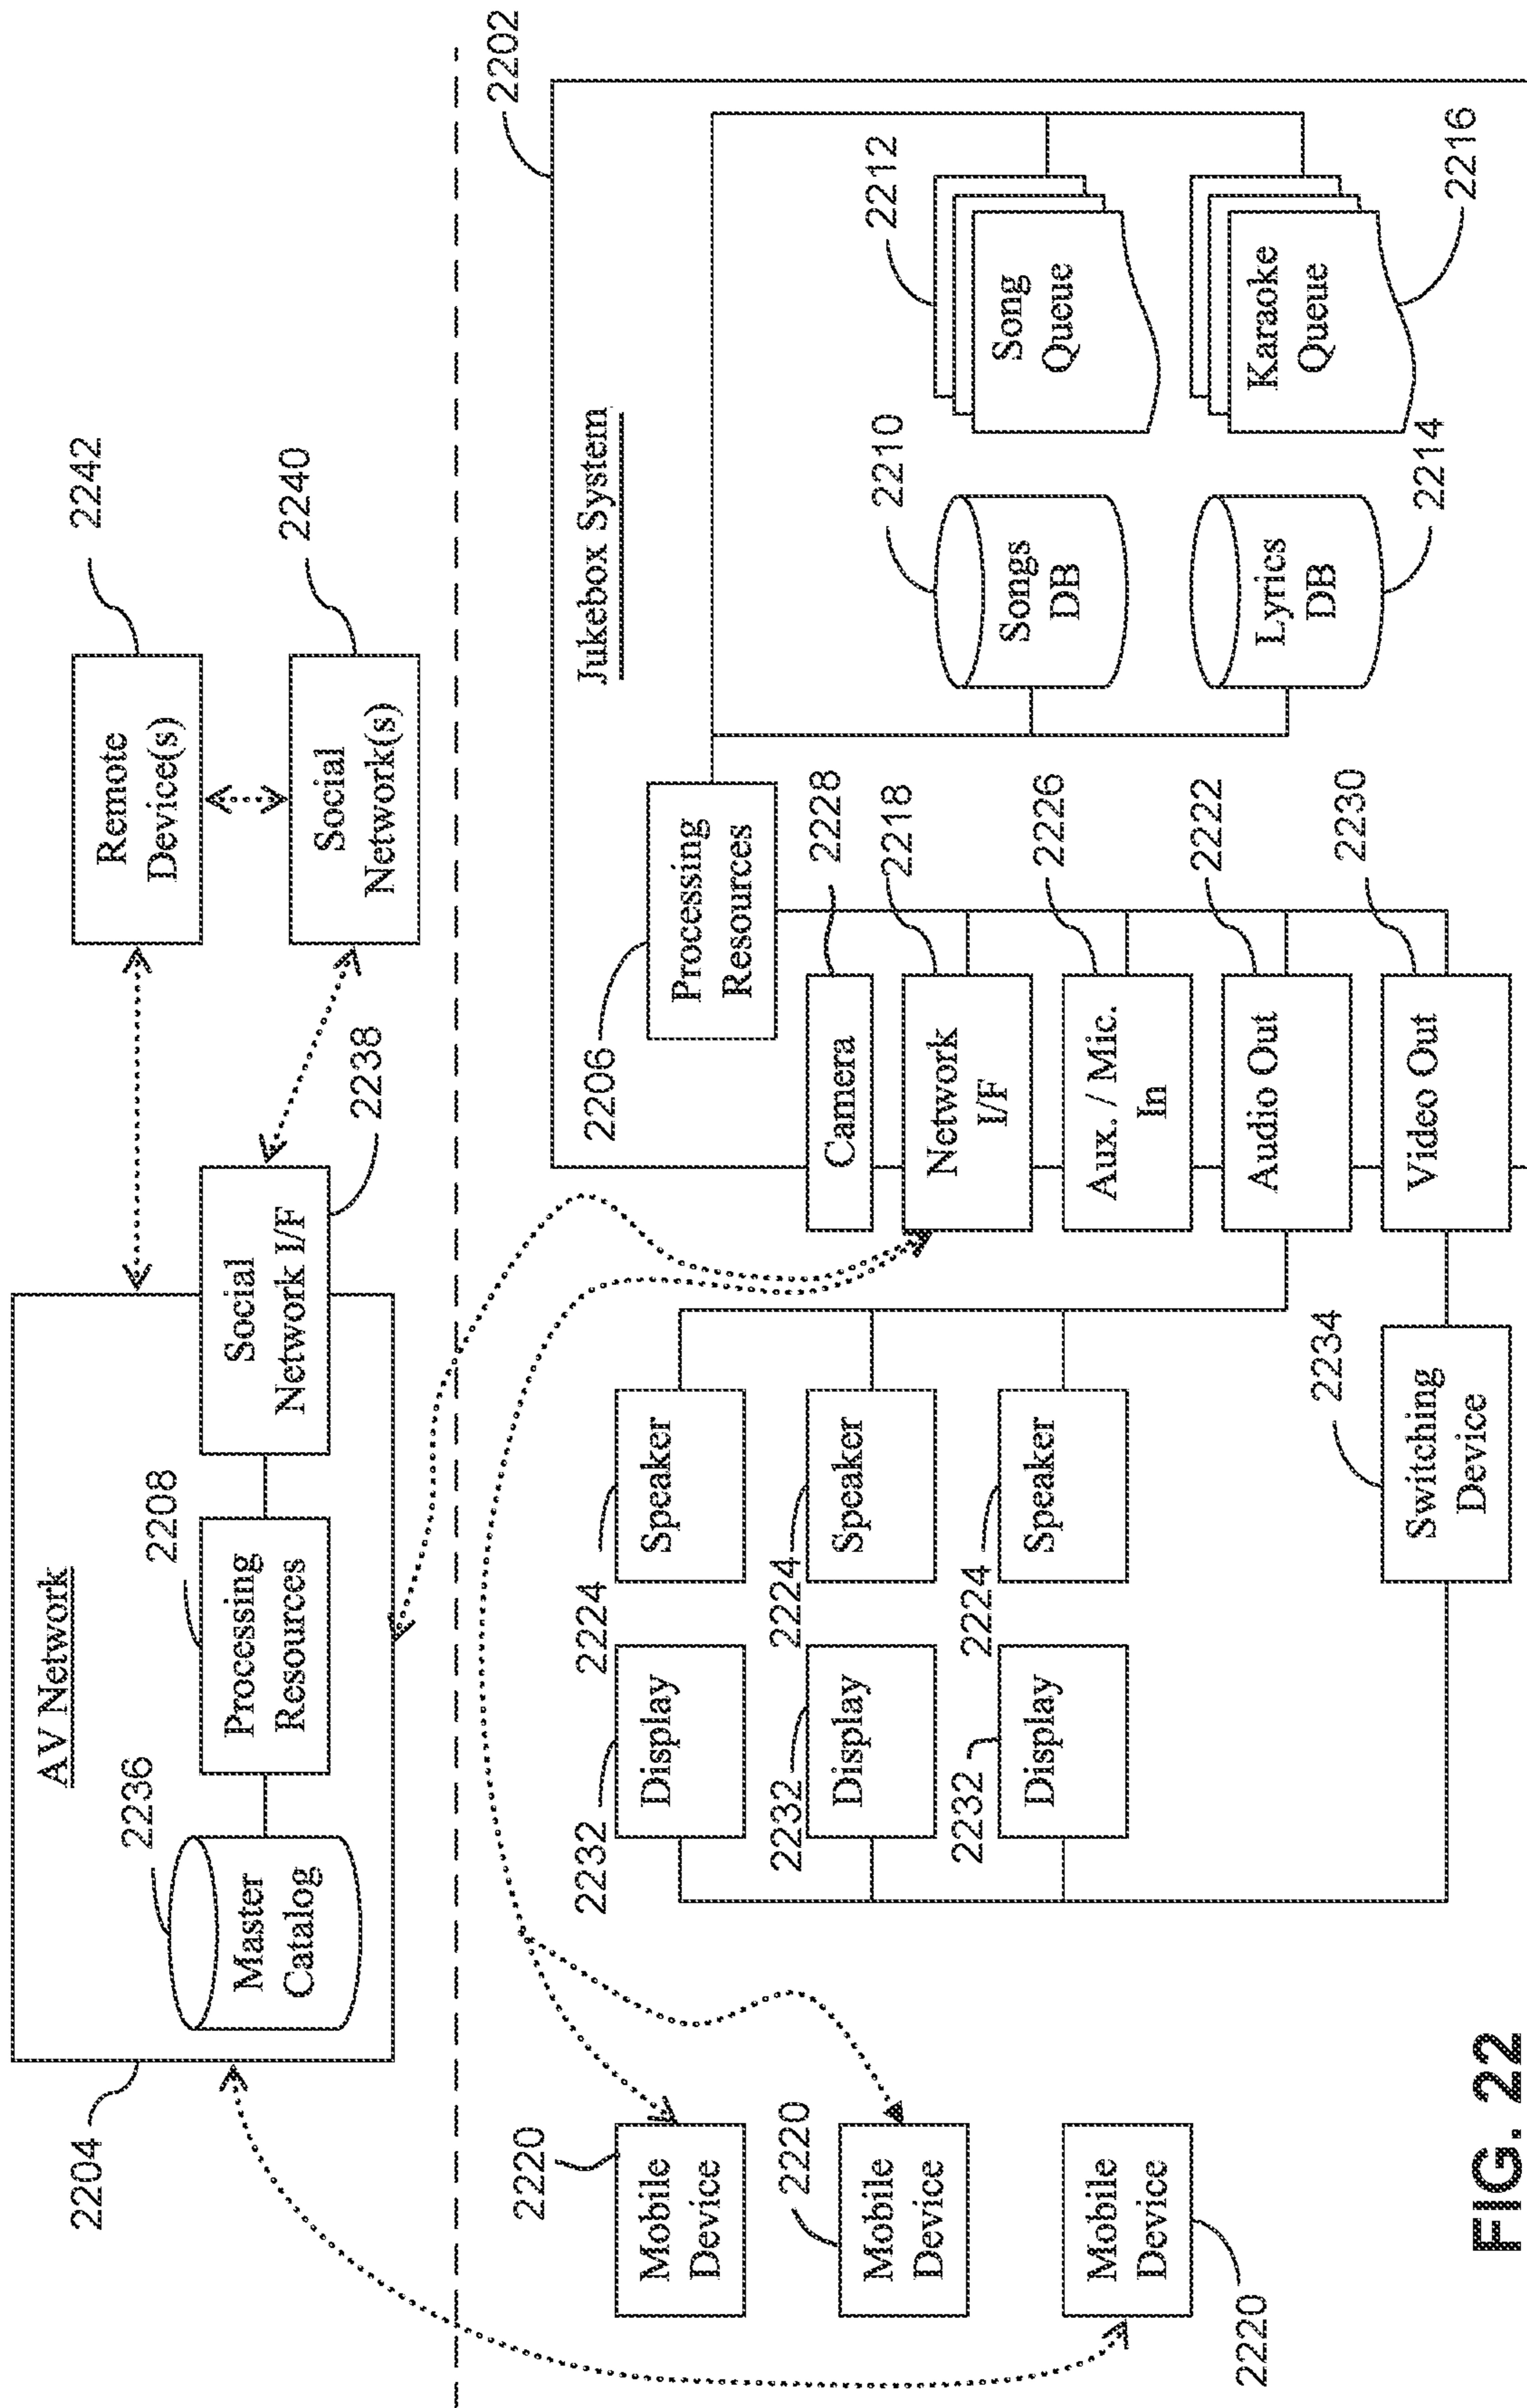 2204
AV Network
2236
Master
Catalog
2208
Processing
Resources
Social
Network I/F
2238
Remote
Device(s)
2242
Social
Network(s)
2240
2220
Mobile
Device
2220
Mobile
Device
2220
Mobile
Device
2232
Display
2232
Display
2232
Display
2224
Speaker
2224
Speaker
2224
Speaker
2234
Switching
Device
2202
Jukebox System
2206
Processing
Resources
Camera
2228
Network
I/F
2218
Aux. / Mic.
In
2226
Audio Out
2222
Video Out
2230
2210
Songs
DB
2212
Song
Queue
Lyrics
DB
2214
Karaoke
Queue
2216
FIG. 22